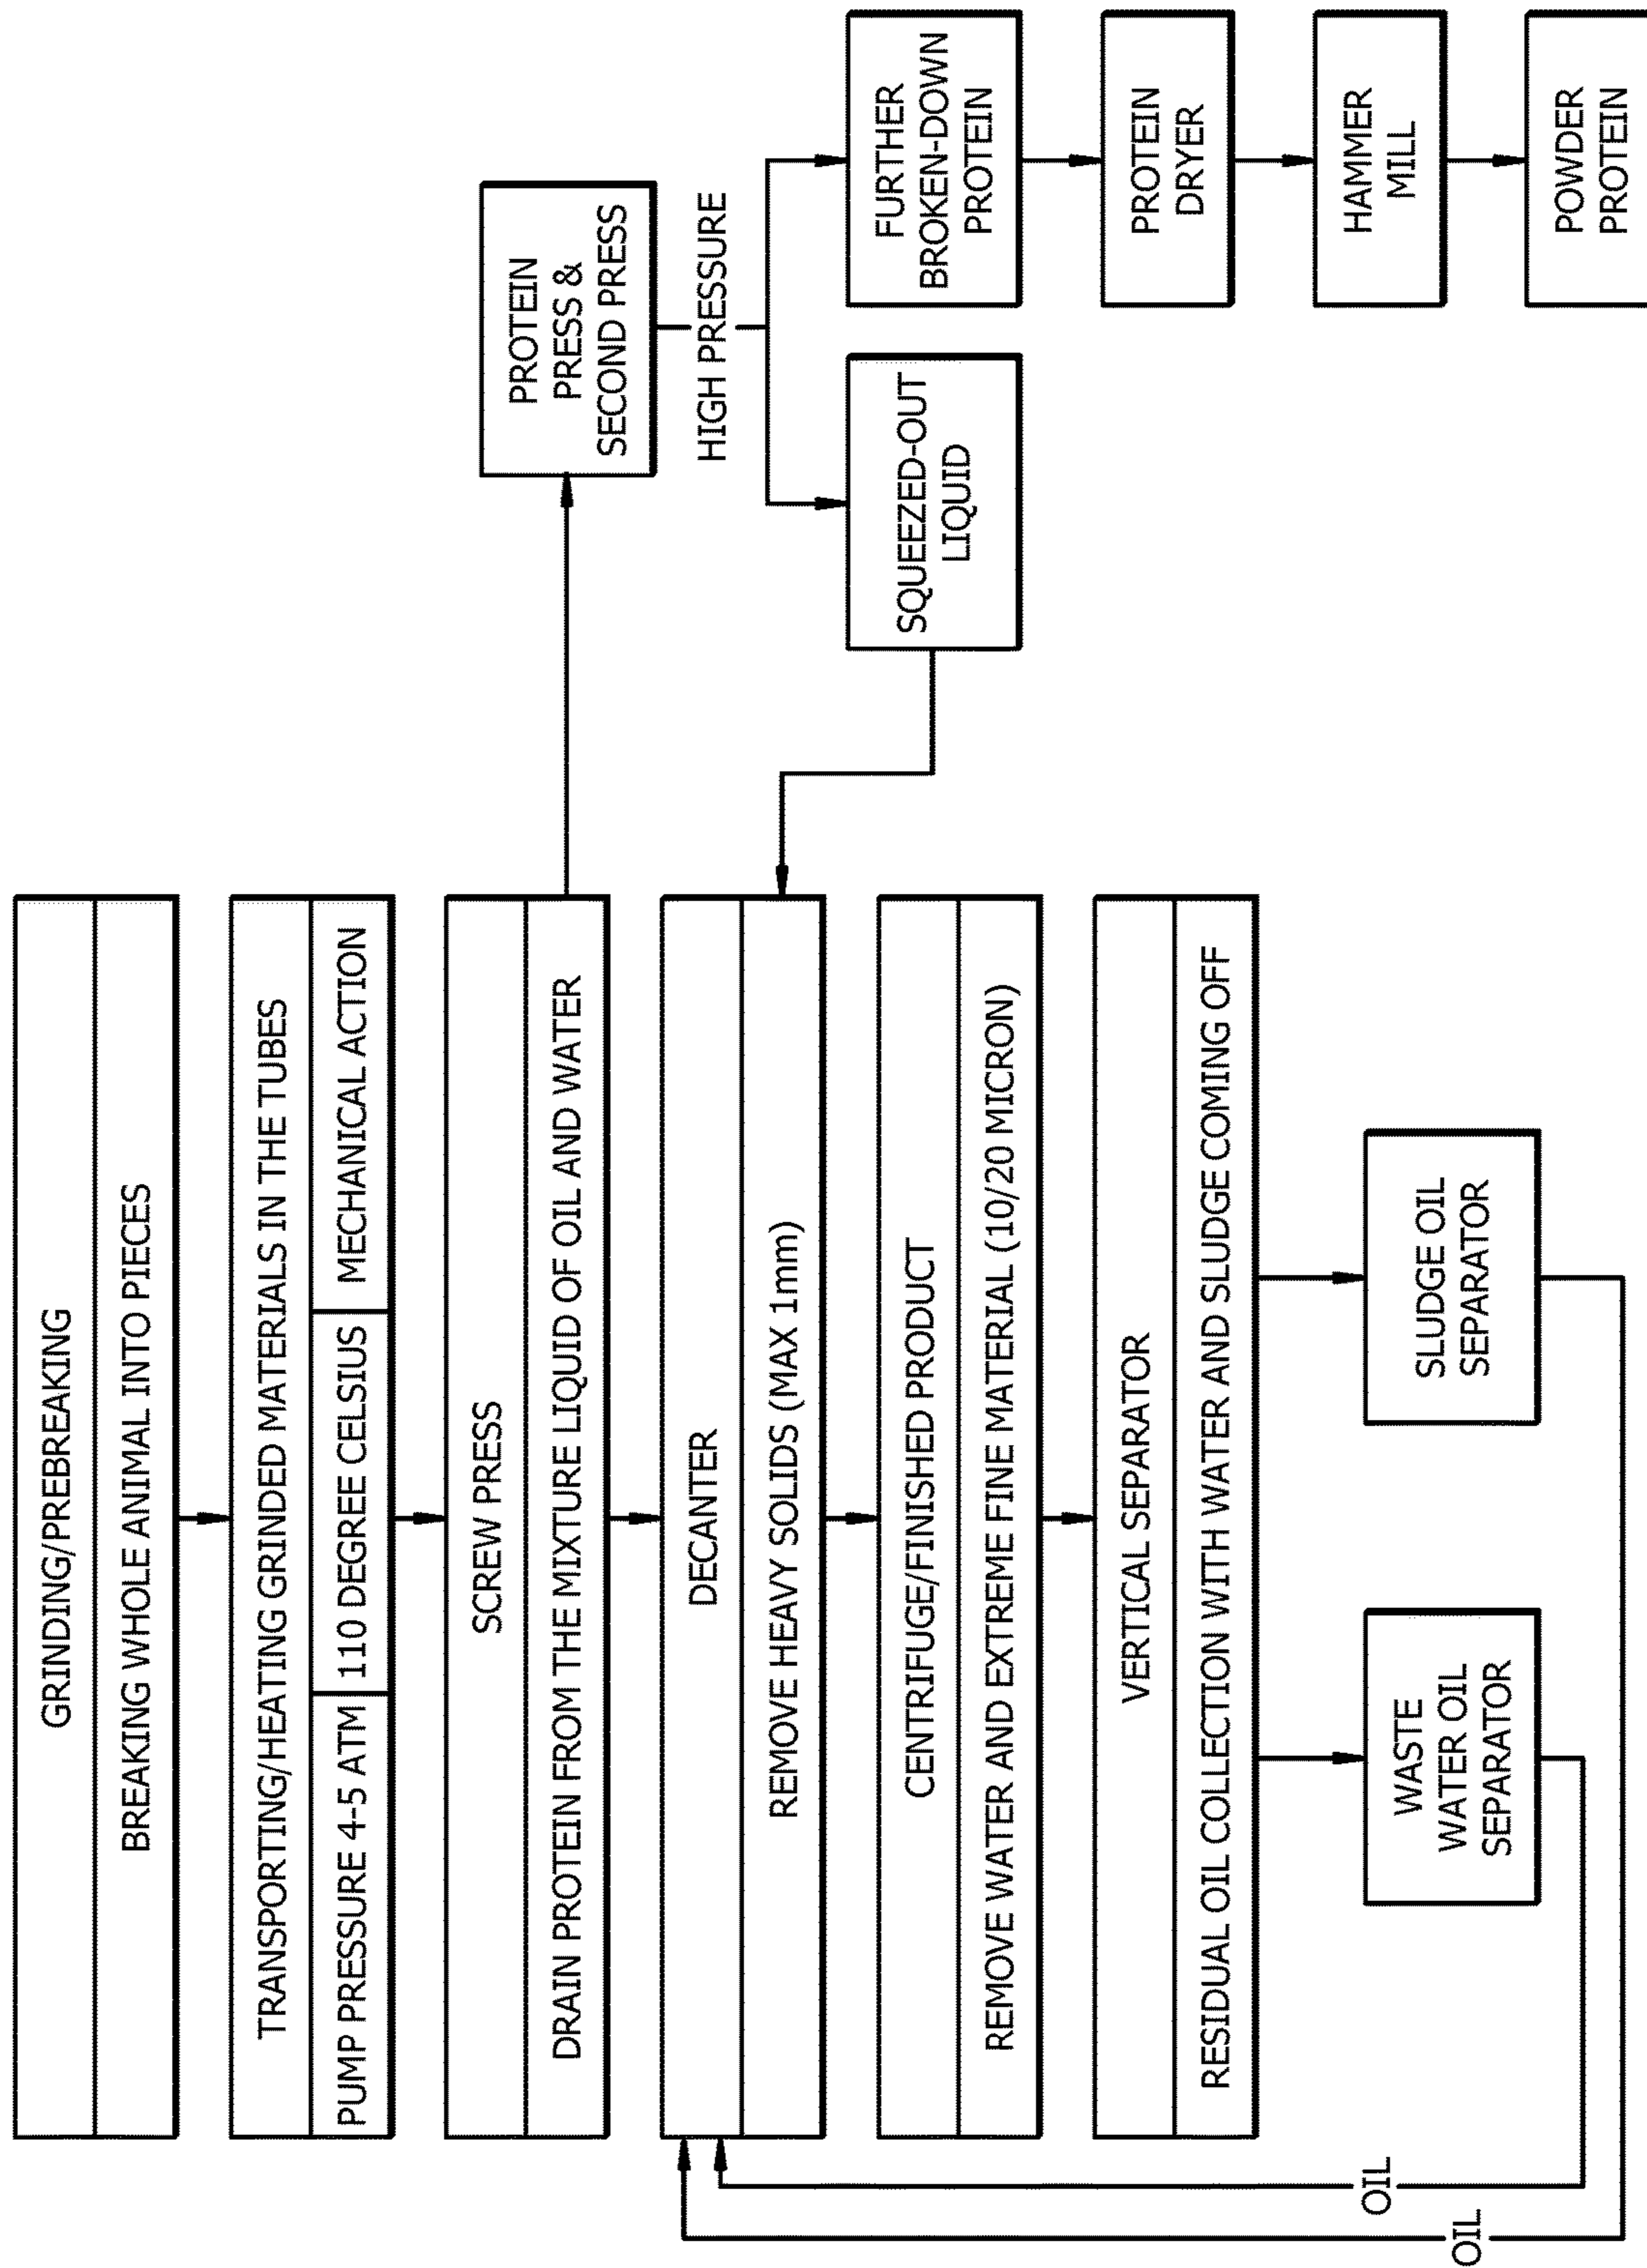 GRINDING/PREBREAKING
BREAKING WHOLE ANIMAL INTO PIECES
TRANSPORTING/HEATING GRINDED MATERIALS IN THE TUBES
PUMP PRESSURE 4-5 ATM
110 DEGREE CELSIUS
MECHANICAL ACTION
SCREW PRESS
DRAIN PROTEIN FROM THE MIXTURE LIQUID OF OIL AND WATER
PROTEIN
PRESS &
SECOND PRESS
HIGH PRESSURE
SQUEEZED-OUT
LIQUID
FURTHER
BROKEN-DOWN
PROTEIN
PROTEIN
DRYER
HAMMER
MILL
POWDER
PROTEIN
DECANTER
REMOVE HEAVY SOLIDS (MAX 1mm)
CENTRIFUGE/FINISHED PRODUCT
REMOVE WATER AND EXTREME FINE MATERIAL (10/20 MICRON)
VERTICAL SEPARATOR
RESIDUAL OIL COLLECTION WITH WATER AND SLUDGE COMING OFF
WASTE
WATER OIL
SEPARATOR
SLUDGE OIL
SEPARATOR
OIL
OIL